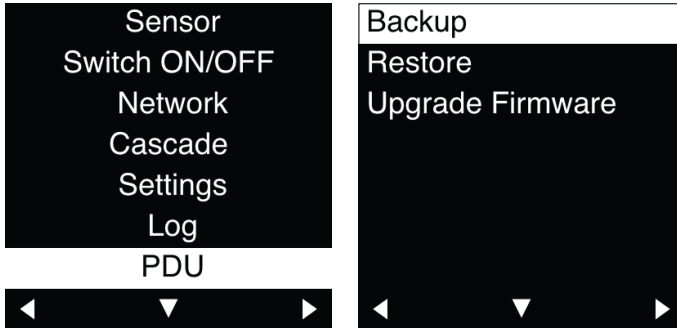 Sensor
Switch ON/OFF
Network
Cascade
Settings
Log
PDU
Backup
Restore
Upgrade Firmware